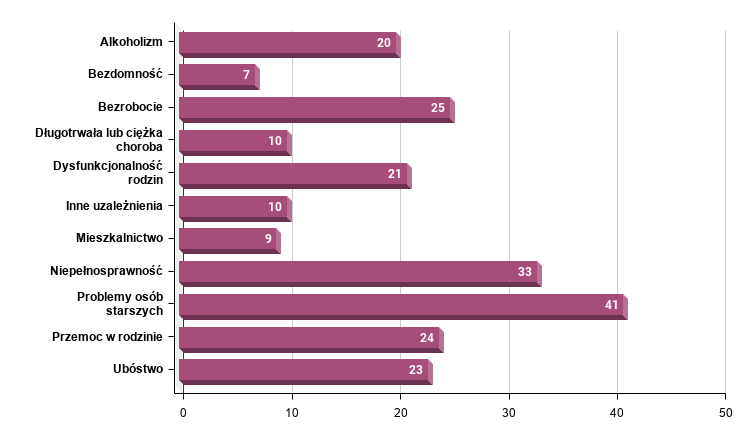 Alkoholizm
20
Bezdomność
7
Bezrobocie
25
Długotrwała lub ciężka
choroba
10
Dysfunkcjonalność
rodzin
21
Inne uzależnienia
10
Mieszkalnictwo
9
Niepełnosprawność
33
Problemy osób
starszych
41
Przemoc w rodzinie
24
Ubóstwo
23
0 10 20 30 40 50